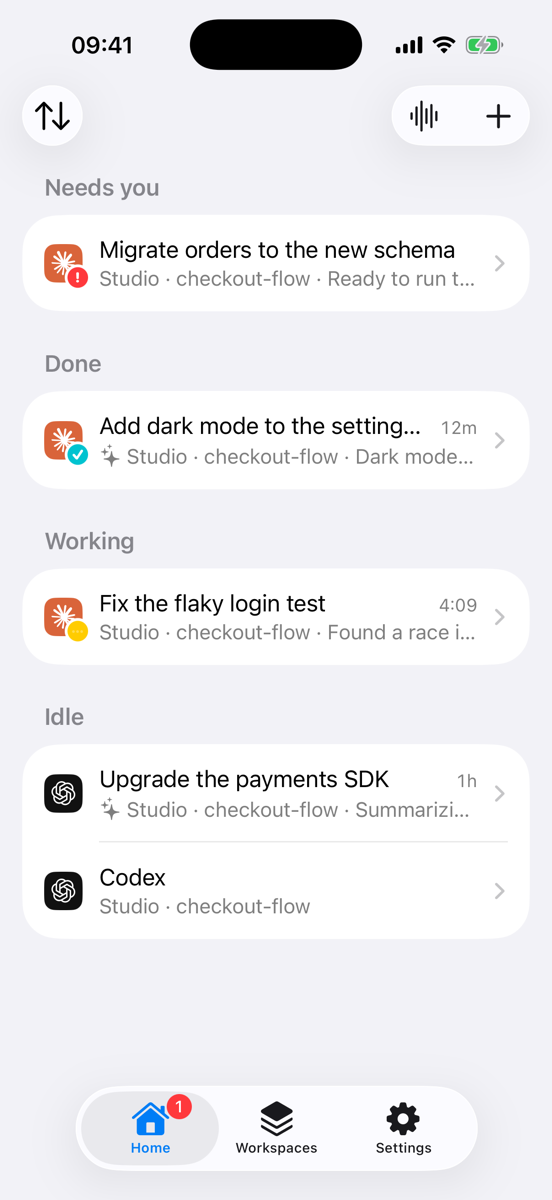 09:41
Needs you
Migrate orders to the new schema
Studio · checkout-flow · Ready to run t...
Done
Add dark mode to the setting... 12m
Studio · checkout-flow · Dark mode...
Working
Fix the flaky login test 4:09
Studio · checkout-flow · Found a race i...
Idle
Upgrade the payments SDK 1h
Studio · checkout-flow · Summarizi...
Codex
Studio · checkout-flow
1
Home Workspaces Settings